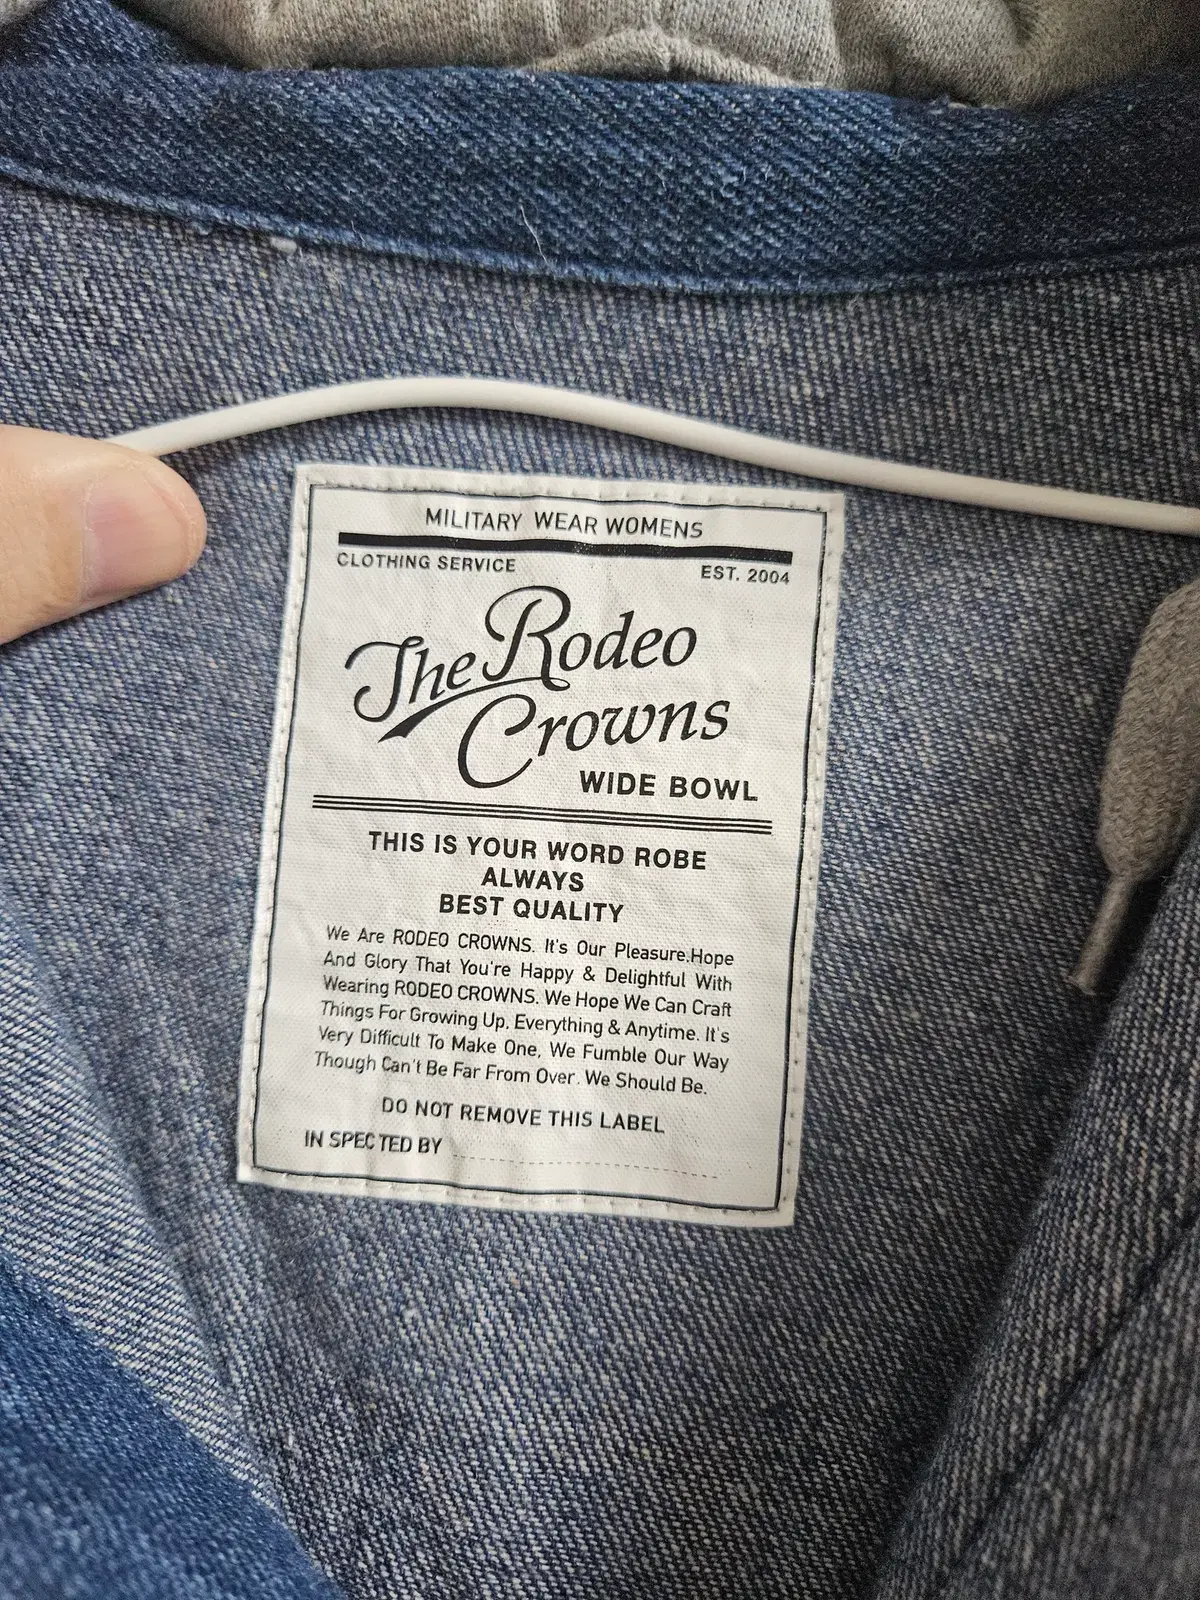 MILITARY WEAR WOMENS
CLOTHING SERVICE EST. 2004
The Rodeo
Crowns
WIDE BOWL
THIS IS YOUR WORD ROBE
ALWAYS
BEST QUALITY
We Are RODEO CROWNS. It's Our Pleasure.Hope
And Glory That You're Happy & Delightful With
Wearing RODEO CROWNS. We Hope We Can Craft
Things For Growing Up. Everything & Anytime. It's
Very Difficult To Make One, We Fumble Our Way
Though Can't Be Far From Over. We Should Be.
DO NOT REMOVE THIS LABEL
IN SPECTED BY